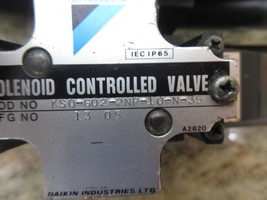 IEC IP65
OLENOID CONTROLLED VALVE
OD NO KSO-G02-2NP-10-N-35
FG NO 13 05
A2820
DAIKIN INDUSTRIES LTD